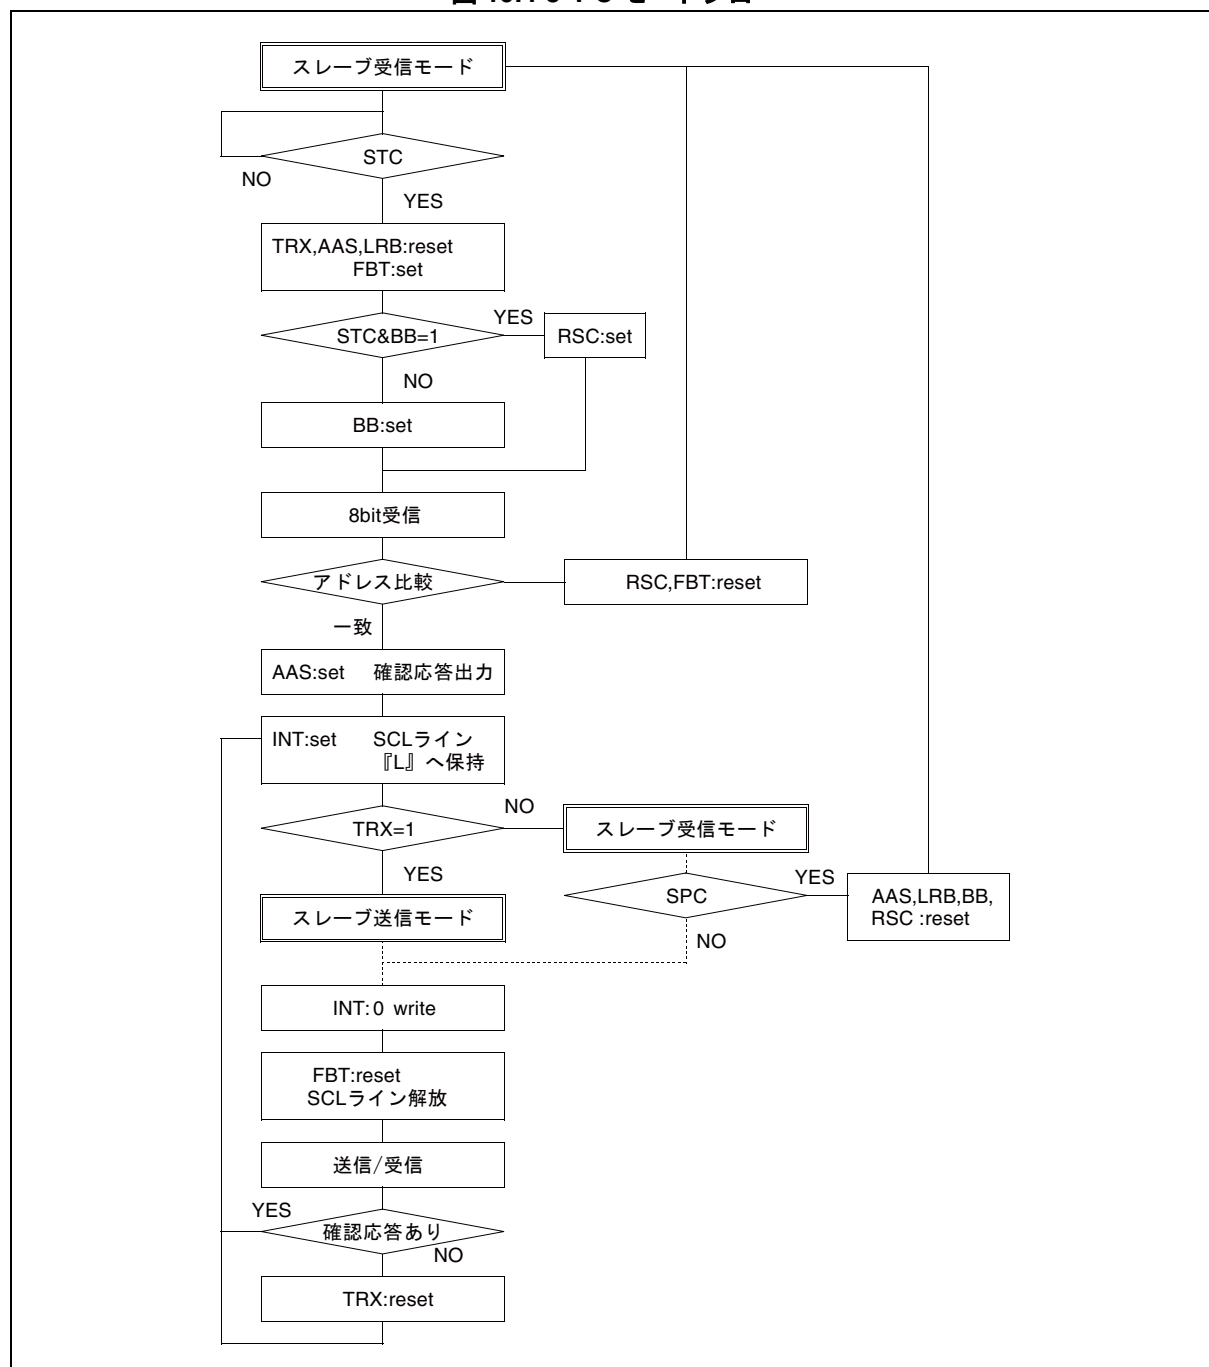 スレーブ受信モード
STC
NO
YES
TRX,AAS,LRB:reset
FBT:set
STC&BB=1
YES
RSC:set
NO
BB:set
8bit受信
アドレス比較
RSC,FBT:reset
一致
AAS:set 確認応答出力
INT:set SCLライン
『L』へ保持
TRX=1
NO
スレーブ受信モード
YES
SPC
YES
AAS,LRB,BB,
RSC :reset
スレーブ送信モード
NO
INT:0 write
FBT:reset
SCLライン解放
送信/受信
YES
確認応答あり
NO
TRX:reset